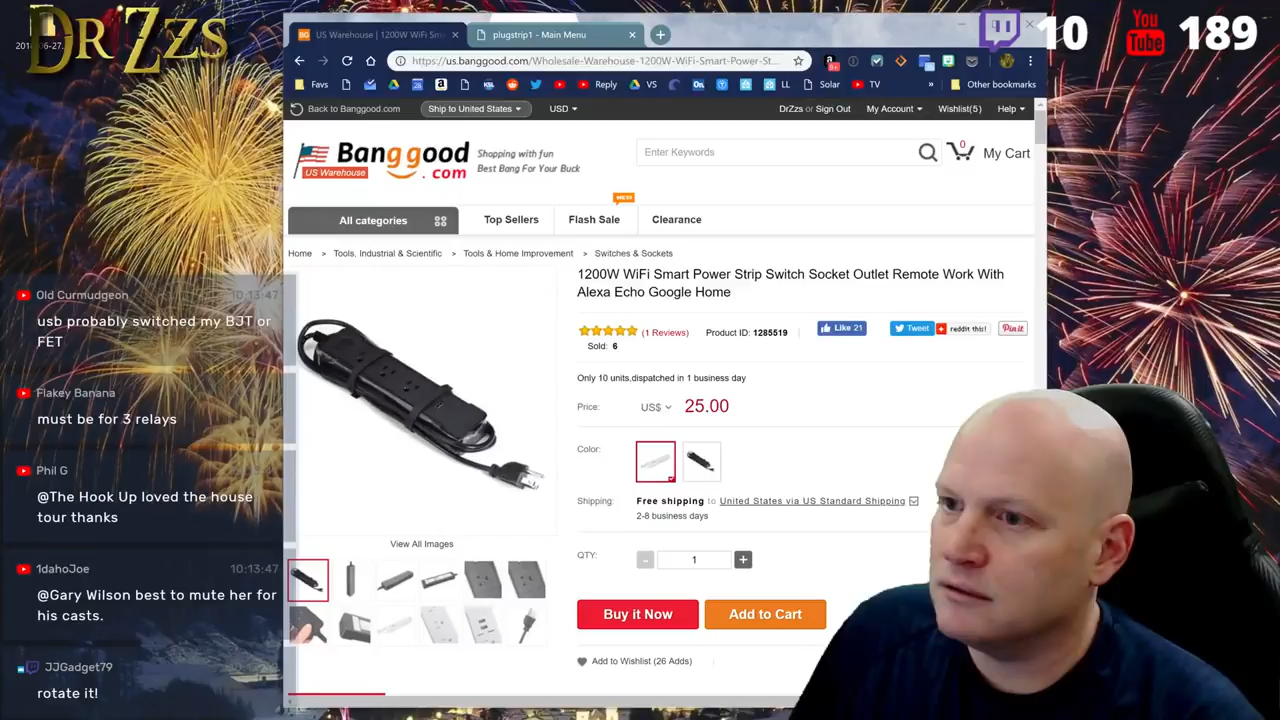 DrZzs
10
You
Tube
189
US Warehouse | 1200W WiFi Sm
plugstrip1 - Main Menu
https://us.banggood.com/Wholesale-Warehouse-1200W-WiFi-Smart-Power-St...
Favs
Reply
VS
LL
Solar
TV
»
Other bookmarks
Back to Banggood.com
Ship to United States
USD
DrZzs or Sign Out
My Account
Wishlist(5)
Help
Banggood
.com
US Warehouse
Shopping with fun
Best Bang For Your Buck
Enter Keywords
0
My Cart
NEW
All categories
Top Sellers
Flash Sale
Clearance
Home > Tools, Industrial & Scientific > Tools & Home Improvement > Switches & Sockets
1200W WiFi Smart Power Strip Switch Socket Outlet Remote Work With
Alexa Echo Google Home
(1 Reviews)
Product ID: 1285519
Like 21
Tweet
reddit this!
Pin it
Sold: 6
Only 10 units,dispatched in 1 business day
Price: US$ 25.00
Color:
Shipping: Free shipping to United States via US Standard Shipping
2-8 business days
QTY: - 1 +
Buy it Now
Add to Cart
Add to Wishlist (26 Adds)
View All Images
Old Curmudgeon 10:13:47
usb probably switched my BJT or
FET
Flakey Banana
must be for 3 relays
Phil G
@The Hook Up loved the house
tour thanks
1dahoJoe 10:13:47
@Gary Wilson best to mute her for
his casts.
JJGadget79
rotate it!